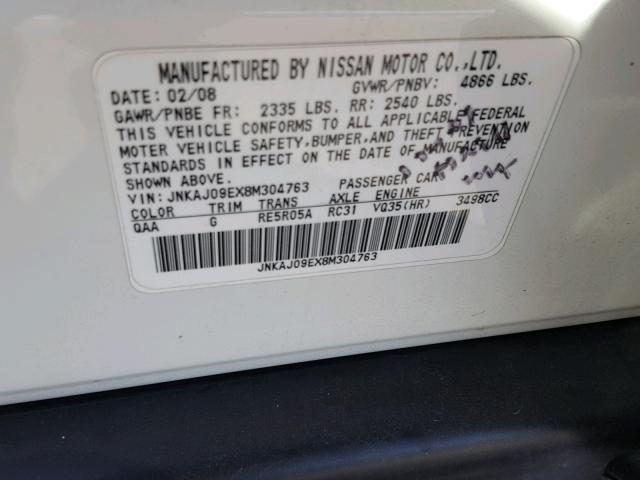 MANUFACTURED BY NISSAN MOTOR CO.,LTD.
DATE: 02/08 GVWR/PNBV: 4866 LBS.
GAWR/PNBE FR: 2335 LBS. RR: 2540 LBS.
THIS VEHICLE CONFORMS TO ALL APPLICABLE FEDERAL
MOTOR VEHICLE SAFETY, BUMPER, AND THEFT PREVENTION
STANDARDS IN EFFECT ON THE DATE OF MANUFACTURE
SHOWN ABOVE.
VIN: JNKAJ09EX8M304763 PASSENGER CAR
COLOR TRIM TRANS AXLE ENGINE
QAA G RE5R05A RC31 VQ35(HR) 3498CC
JNKAJ09EX8M304763